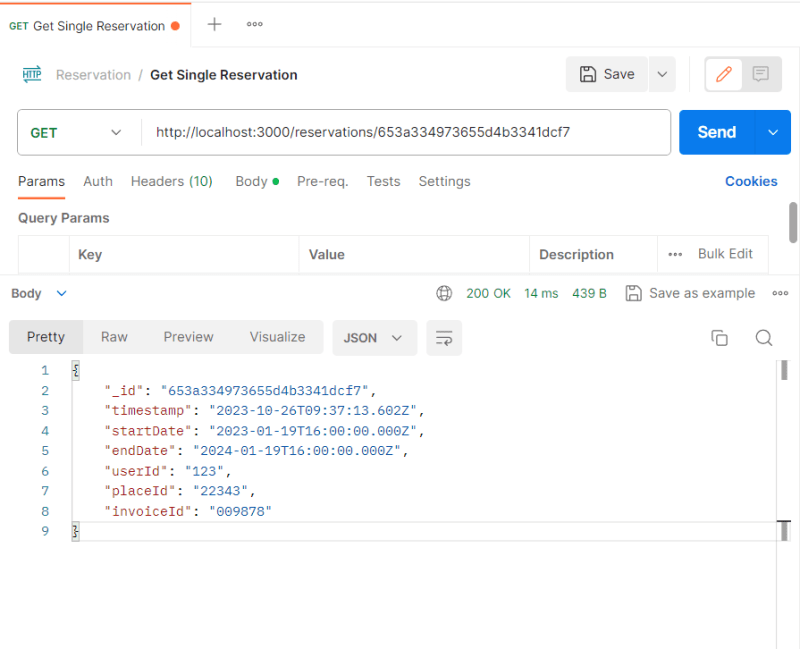 GET Get Single Reservation
HTTP Reservation / Get Single Reservation Save
GET http://localhost:3000/reservations/653a334973655d4b3341dcf7 Send
Params Auth Headers (10) Body Pre-req. Tests Settings Cookies
Query Params
Key Value Description Bulk Edit
Body 200 OK 14 ms 439 B Save as example
Pretty Raw Preview Visualize JSON
1 {
2 "_id": "653a334973655d4b3341dcf7",
3 "timestamp": "2023-10-26T09:37:13.602Z",
4 "startDate": "2023-01-19T16:00:00.000Z",
5 "endDate": "2024-01-19T16:00:00.000Z",
6 "userId": "123",
7 "placeId": "22343",
8 "invoiceId": "009878"
9 }